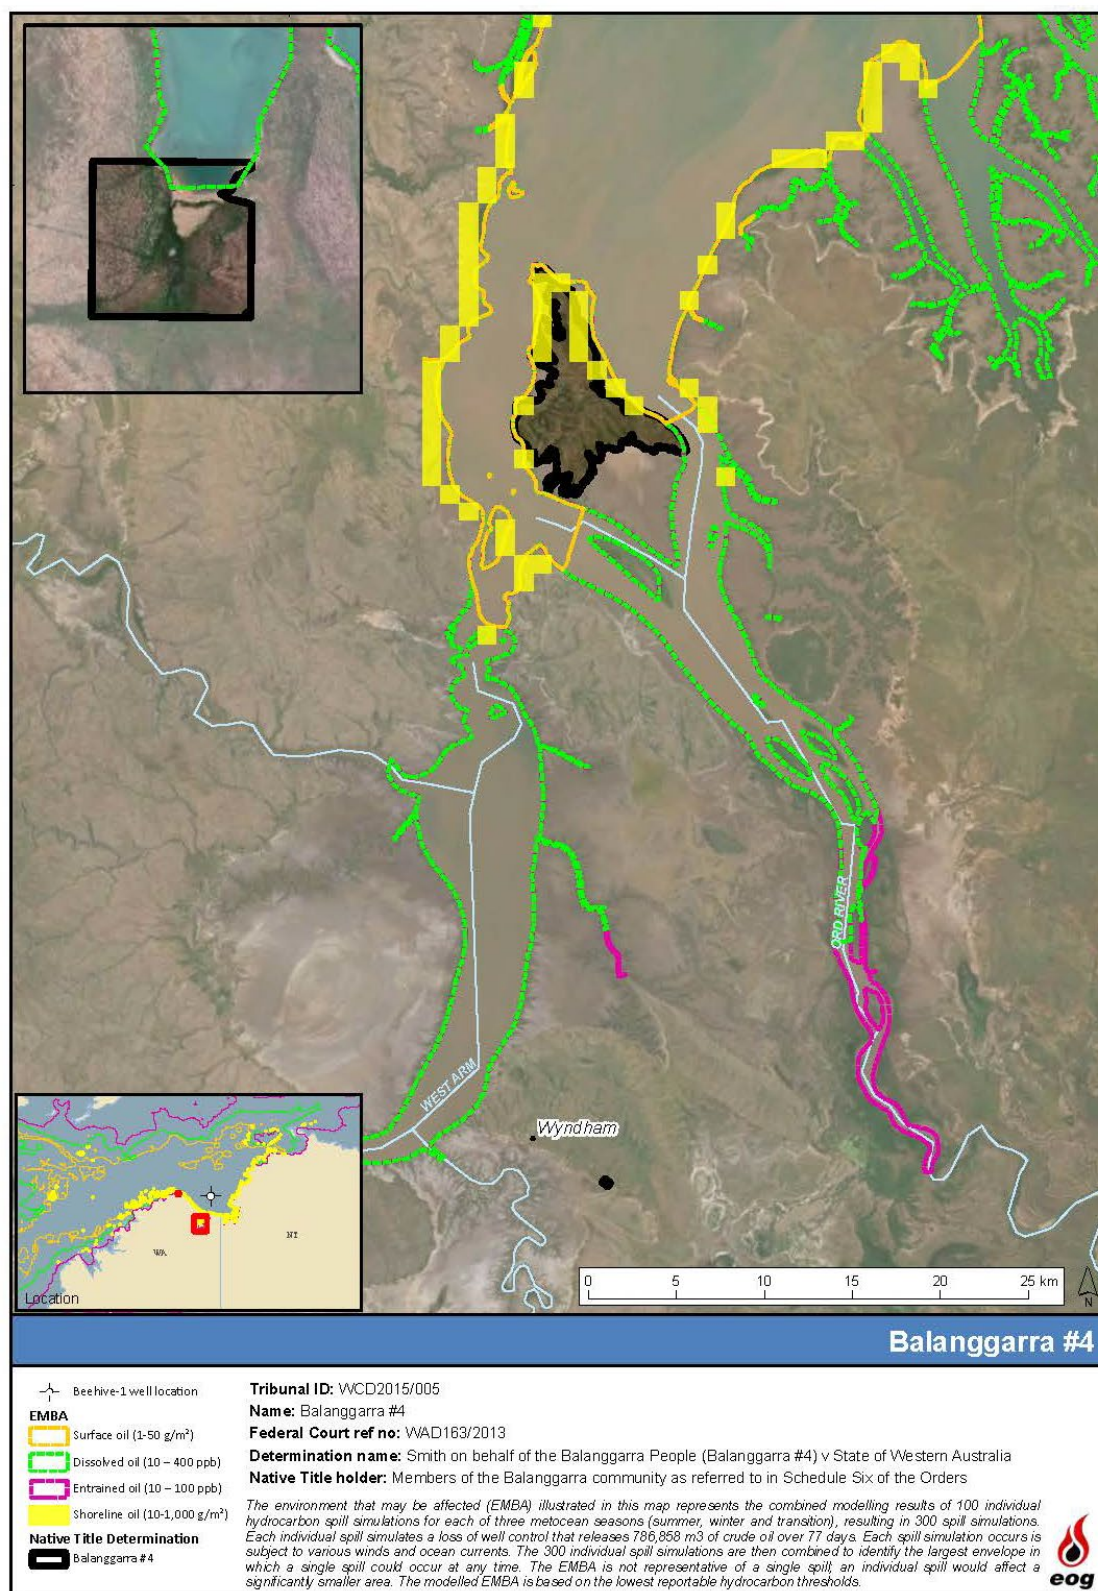 ORD RIVER
WEST ARM
Wyndham
WA
NT
Location
0 5 10 15 20 25 km
N
Balanggarra #4
Beehive-1 well location
EMBA
Surface oil (1-50 g/m²)
Dissolved oil (10 – 400 ppb)
Entrained oil (10 – 100 ppb)
Shoreline oil (10-1,000 g/m²)
Native Title Determination
Balanggarra #4
Tribunal ID: WCD2015/005
Name: Balanggarra #4
Federal Court ref no: WAD163/2013
Determination name: Smith on behalf of the Balanggarra People (Balanggarra #4) v State of Western Australia
Native Title holder: Members of the Balanggarra community as referred to in Schedule Six of the Orders
The environment that may be affected (EMBA) illustrated in this map represents the combined modelling results of 100 individual
hydrocarbon spill simulations for each of three metocean seasons (summer, winter and transition), resulting in 300 spill simulations.
Each individual spill simulates a loss of well control that releases 786,858 m3 of crude oil over 77 days. Each spill simulation occurs is
subject to various winds and ocean currents. The 300 individual spill simulations are then combined to identify the largest envelope in
which a single spill could occur at any time. The EMBA is not representative of a single spill; an individual spill would affect a
significantly smaller area. The modelled EMBA is based on the lowest reportable hydrocarbon thresholds.
eog